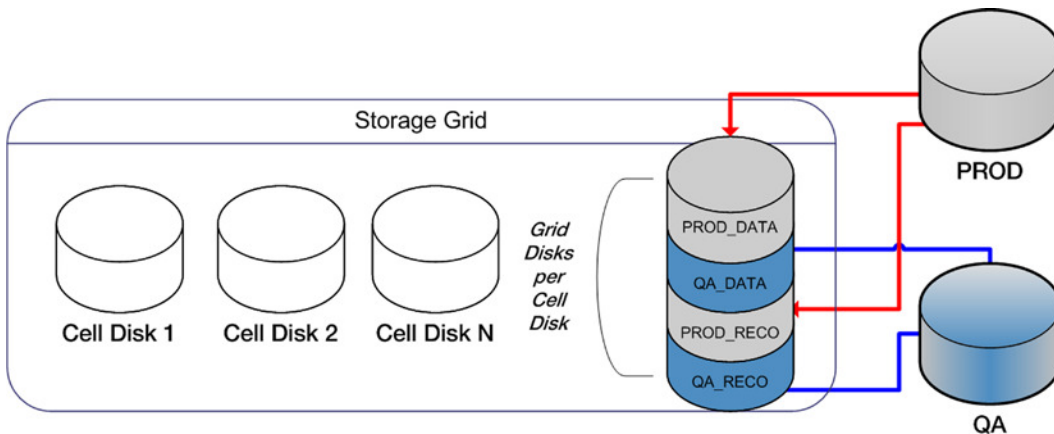 Storage Grid
PROD
Cell Disk 1
Cell Disk 2
Cell Disk N
Grid
Disks
per
Cell
Disk
PROD_DATA
QA_DATA
PROD_RECO
QA_RECO
QA